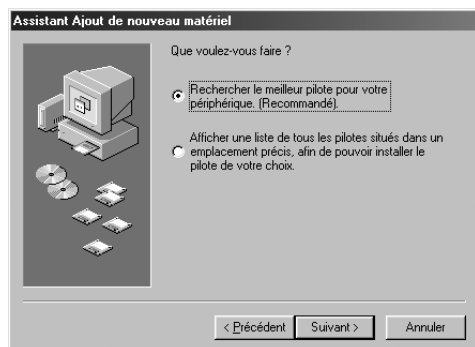 Assistant Ajout de nouveau matériel
Que voulez-vous faire ?
Rechercher le meilleur pilote pour votre
périphérique. (Recommandé).
Afficher une liste de tous les pilotes situés dans un
emplacement précis, afin de pouvoir installer le
pilote de votre choix.
< Précédent
Suivant >
Annuler